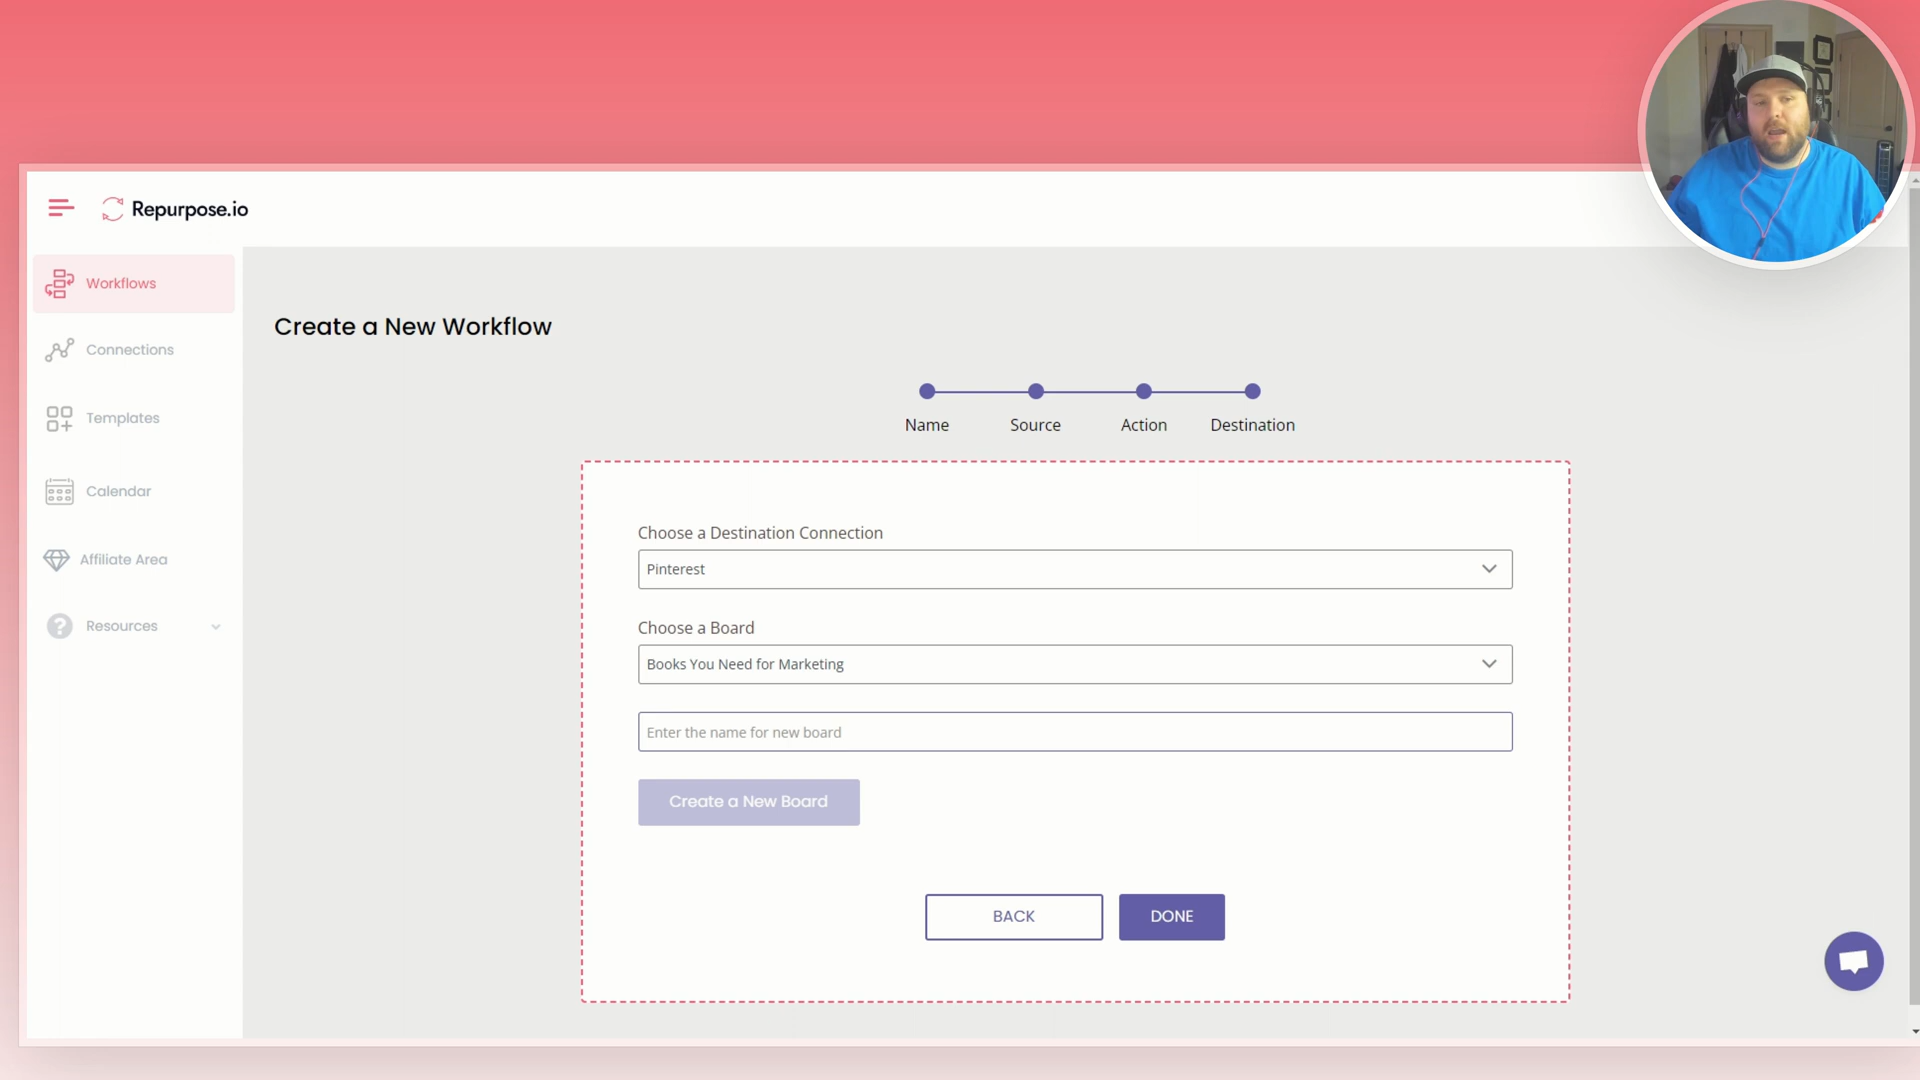 Repurpose.io
Workflows
Connections
Templates
Calendar
Affiliate Area
Resources
Create a New Workflow
Name Source Action Destination
Choose a Destination Connection
Pinterest
Choose a Board
Books You Need for Marketing
Enter the name for new board
Create a New Board
BACK DONE